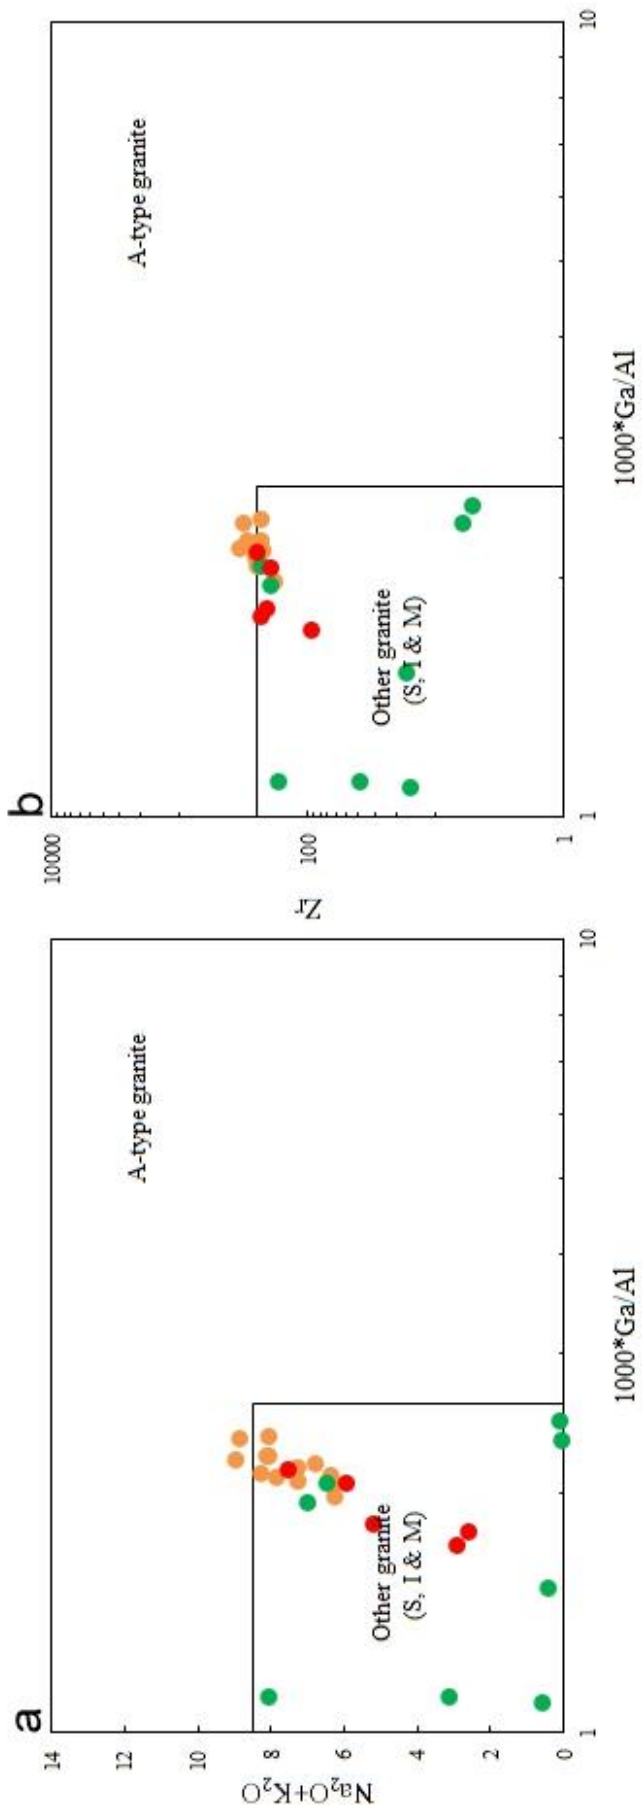 a
14
12
10
8
6
4
2
0
Na₂O+K₂O
A-type granite
Other granite
(S, I & M)
1
10
1000*Ga/Al
b
10000
100
1
Zr
A-type granite
Other granite
(S, I & M)
1
10
1000*Ga/Al